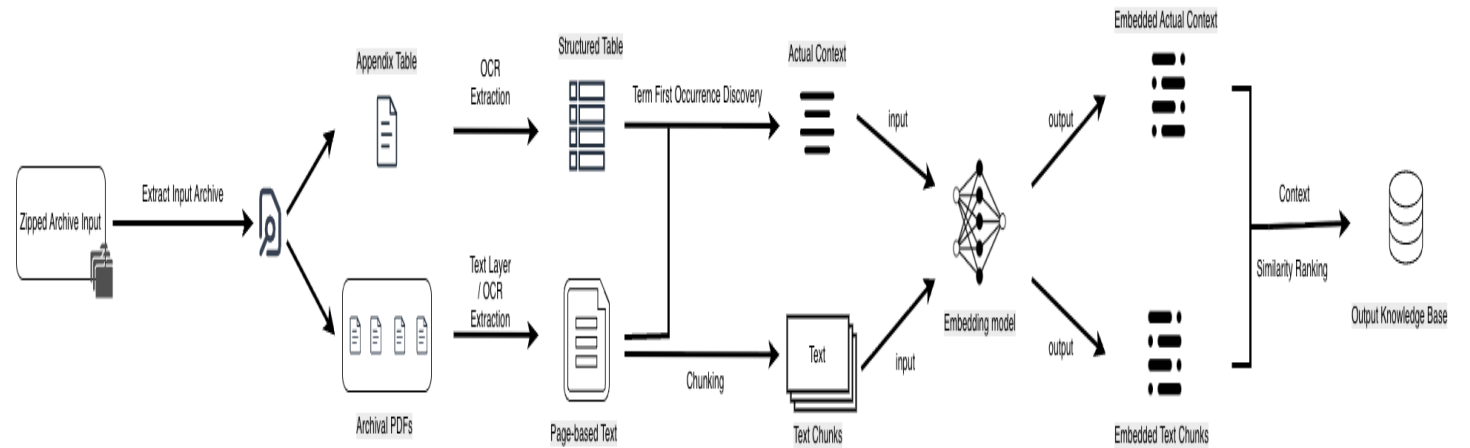 Zipped Archive Input
Extract Input Archive
Appendix Table
Archival PDFs
OCR
Extraction
Text Layer
/ OCR
Extraction
Structured Table
Page-based Text
Term First Occurrence Discovery
Chunking
Actual Context
Text
Text Chunks
input
input
Embedding model
output
output
Embedded Actual Context
Embedded Text Chunks
Context
Similarity Ranking
Output Knowledge Base